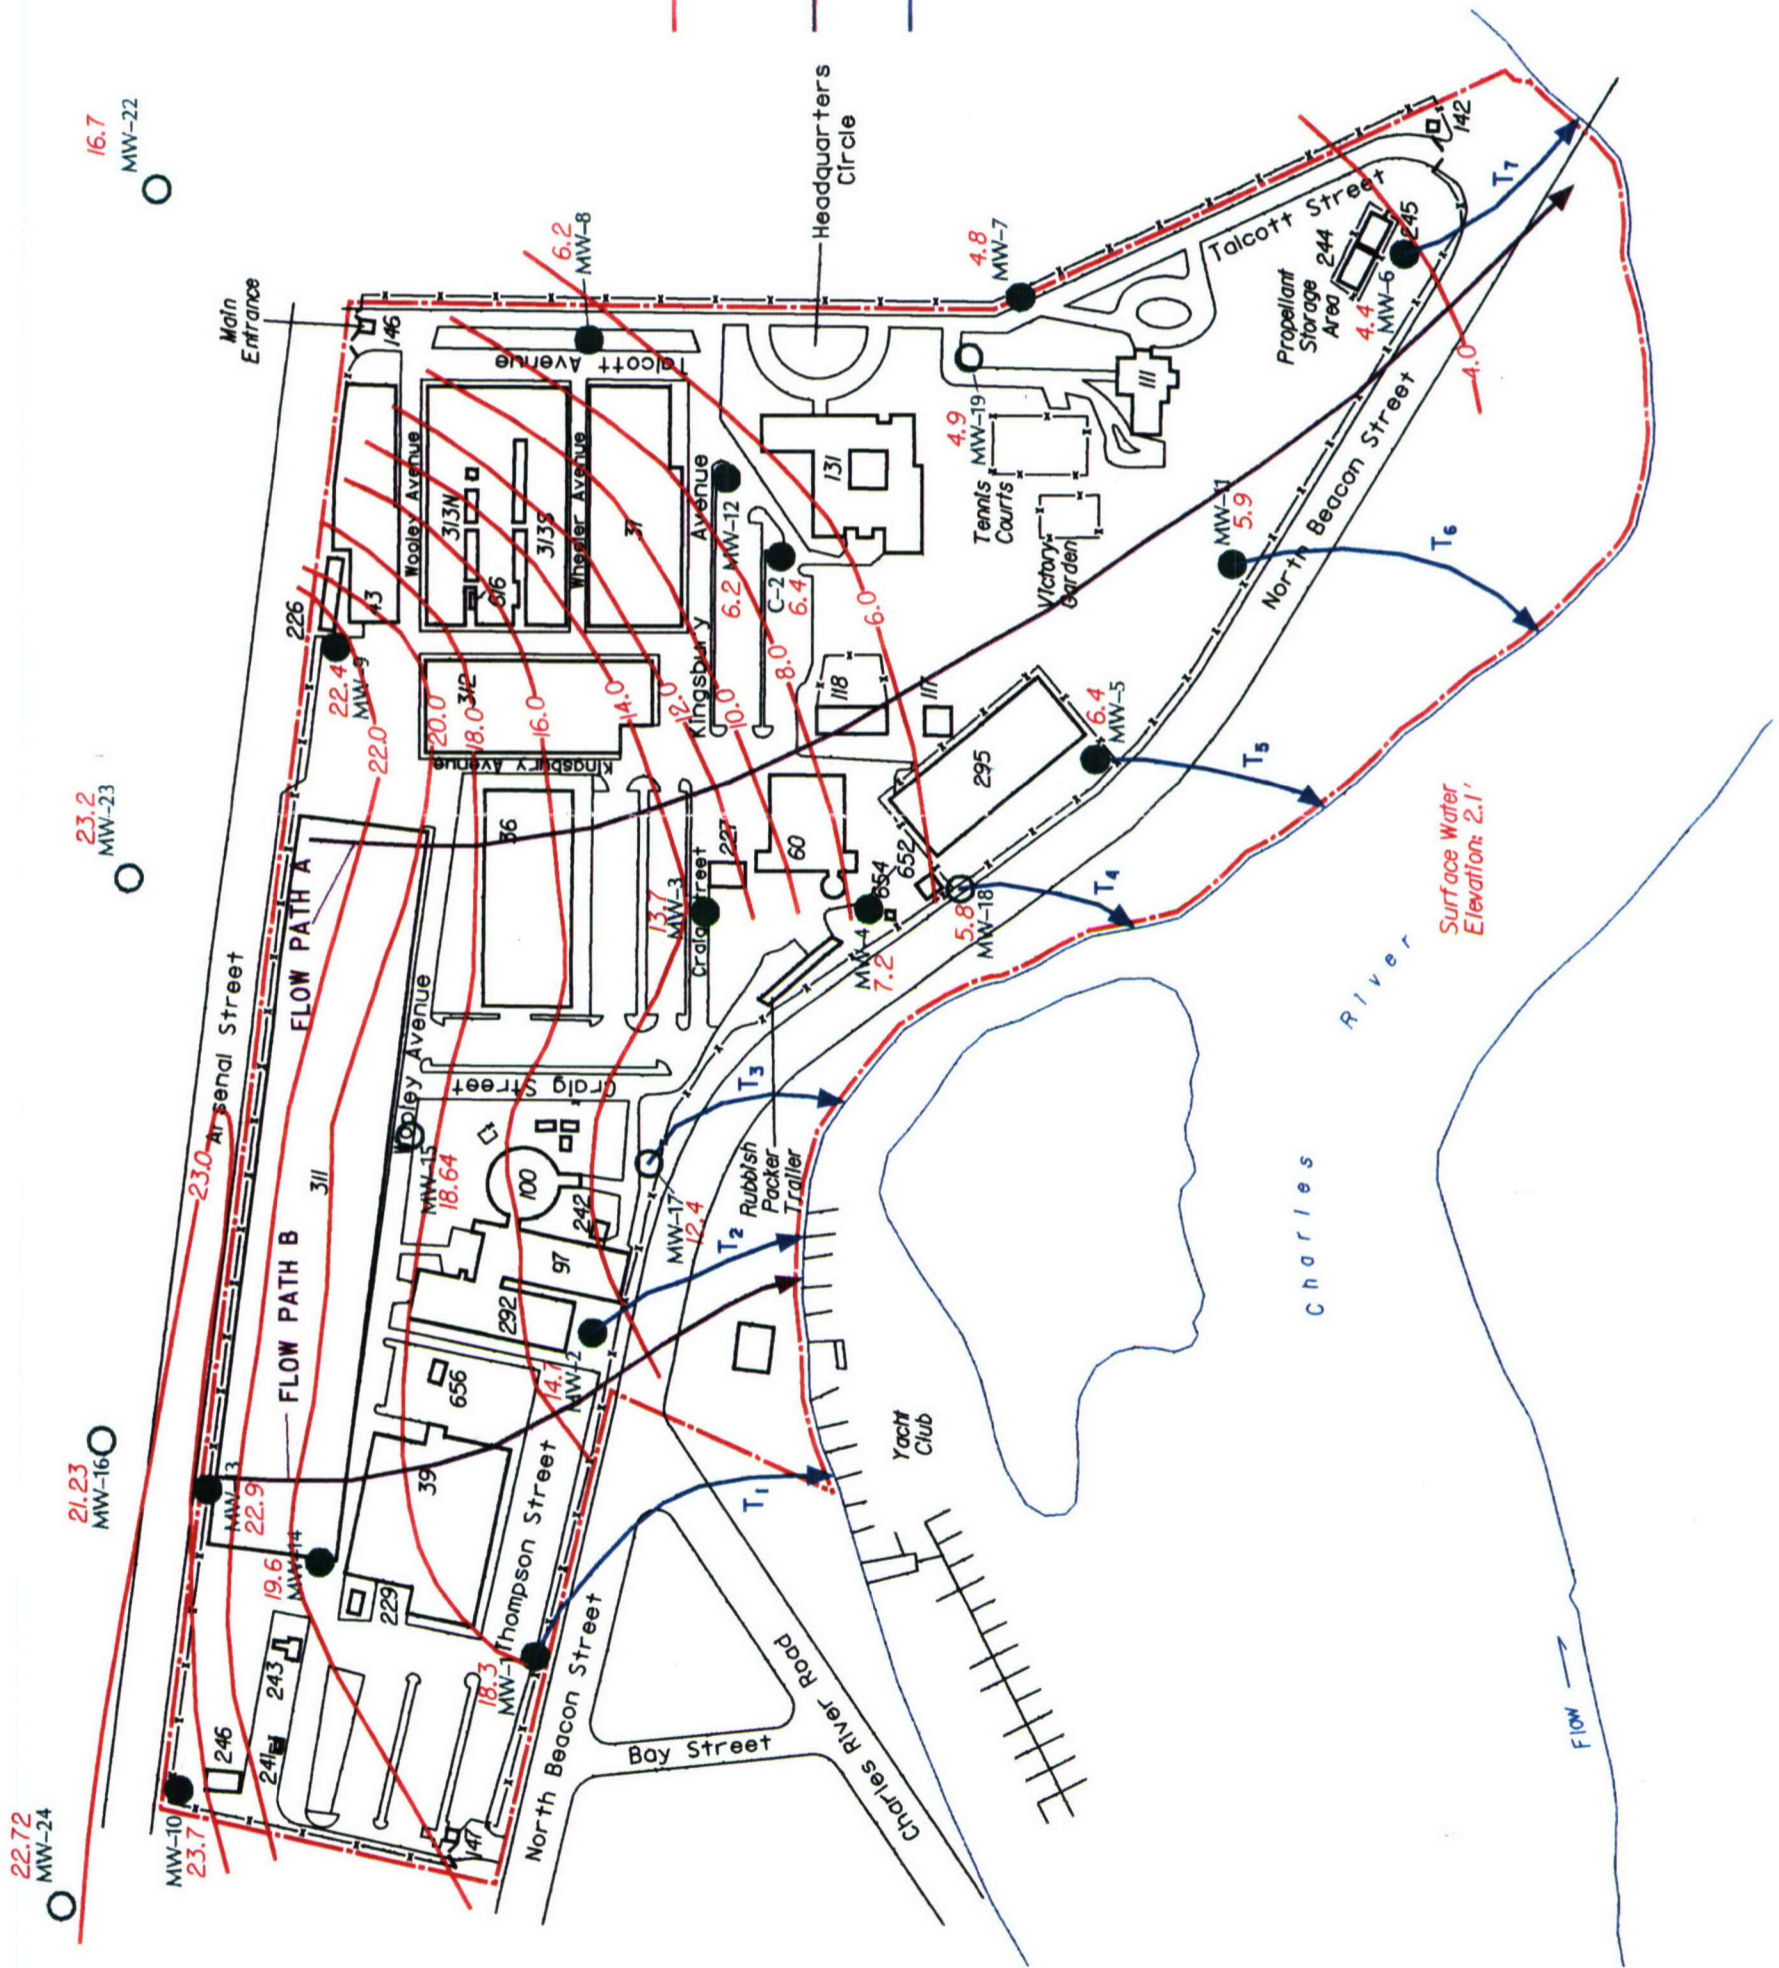 22.72
MW-24
21.23
MW-16
23.2
MW-23
16.7
MW-22
MW-10
23.7
246
241
243
147
19.6
MW-14
MW-13
22.9
229
18.3
MW-1
Thompson Street
North Beacon Street
Bay Street
Charles River Road
39
656
FLOW PATH B
FLOW PATH A
311
23.0
Arsenal Street
Wooley Avenue
MW-15
18.64
100
292
97
242
14.7
MW-2
MW-17
12.4
Craig Street
Rubbish
Packer
Trailer
Yacht
Club
T1
T2
T3
T4
T5
T6
T7
36
227
60
Craig Street
13.7
MW-3
MW-4
7.2
654
652
5.8
MW-18
295
6.4
MW-5
117
118
Kingsbury Avenue
Kingsbury Avenue
22.0
20.0
18.0
16.0
14.0
12.0
10.0
8.0
6.0
4.0
226
22.4
MW-9
43
312
Wooley Avenue
313N
313S
616
Wheeler Avenue
37
6.2
MW-12
C-2
6.4
131
Main
Entrance
146
Talcott Avenue
6.2
MW-8
Headquarters
Circle
4.8
MW-7
4.9
MW-19
Tennis
Courts
Victory
Garden
111
Talcott Street
Propellant
Storage
Area
244
245
4.4
MW-6
142
MW-11
5.9
North Beacon Street
Surface Water
Elevation: 2.1'
Charles River
Flow